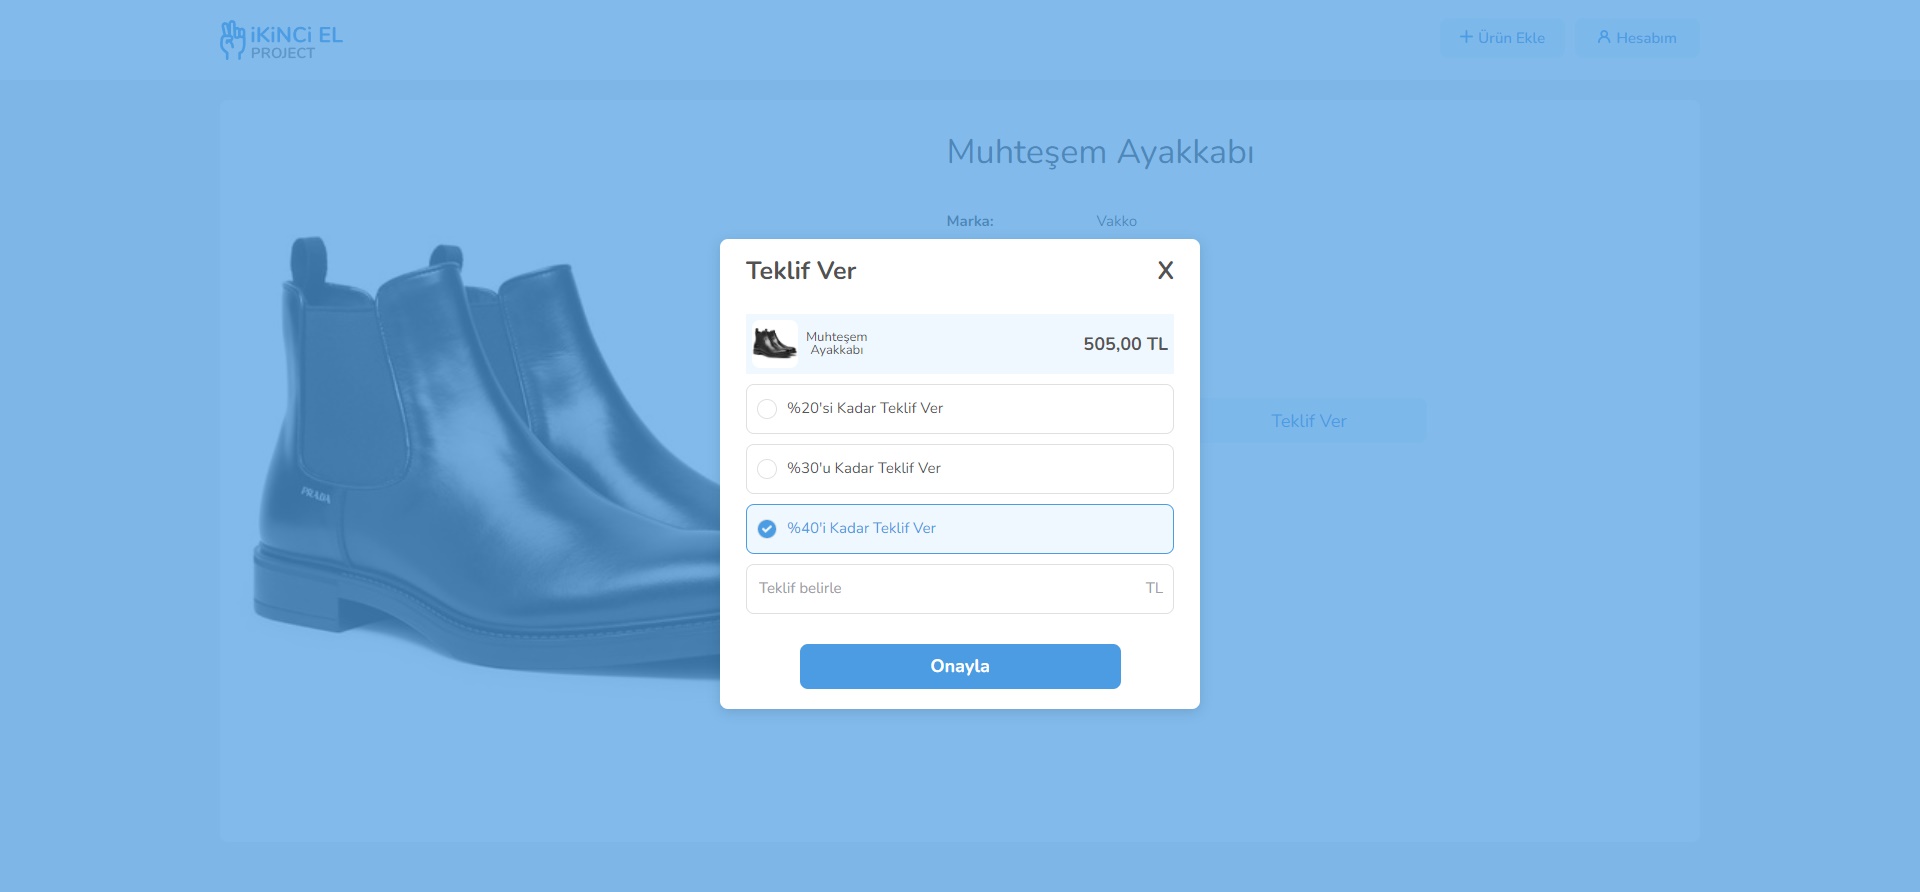 iKiNCi EL
PROJECT
+ Ürün Ekle
Hesabım
Muhteşem Ayakkabı
Marka: Vakko
Teklif Ver
X
Muhteşem
Ayakkabı
505,00 TL
%20'si Kadar Teklif Ver
%30'u Kadar Teklif Ver
%40'i Kadar Teklif Ver
Teklif belirle TL
Onayla
Teklif Ver
PRADA